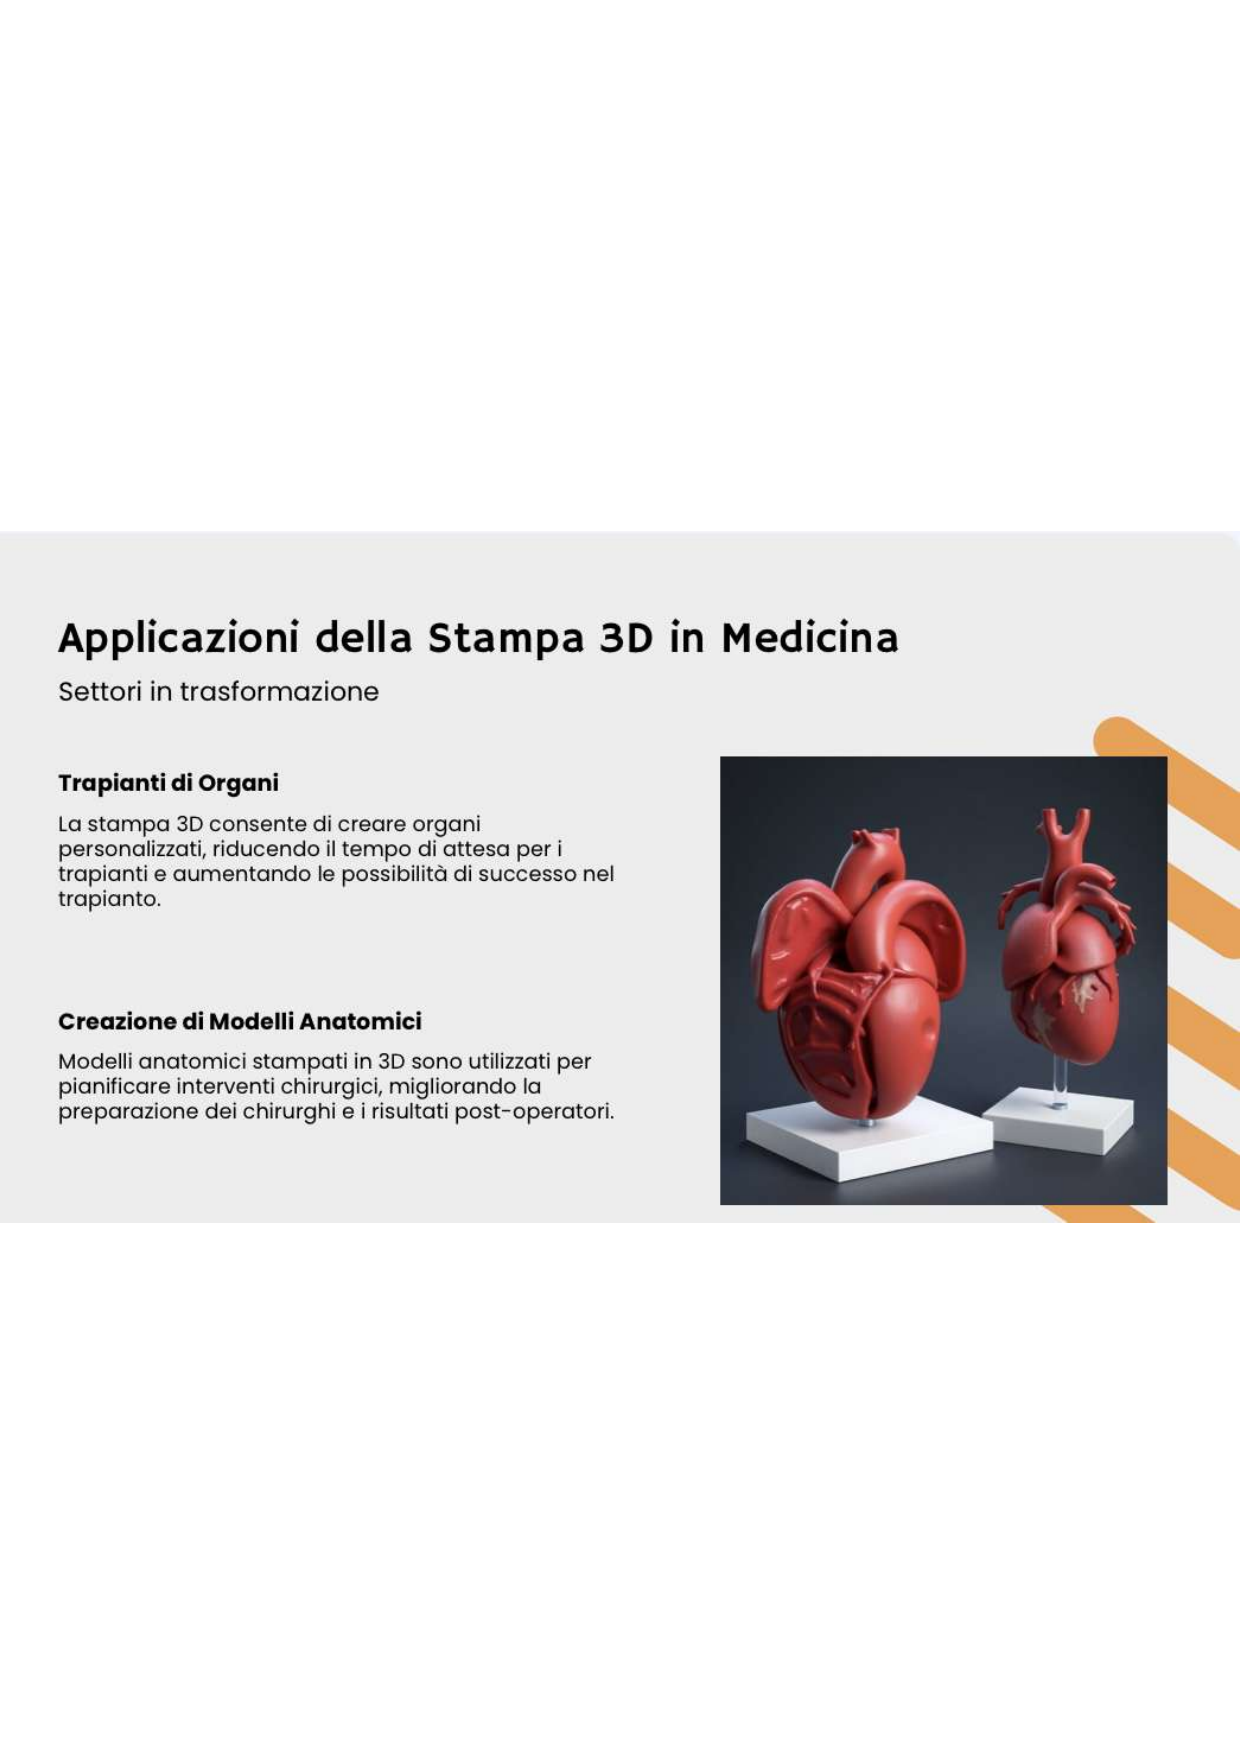 Applicazioni della Stampa 3D in Medicina
Settori in trasformazione
Trapianti di Organi
La stampa 3D consente di creare organi
personalizzati, riducendo il tempo di attesa per i
trapianti e aumentando le possibilità di successo nel
trapianto.
Creazione di Modelli Anatomici
Modelli anatomici stampati in 3D sono utilizzati per
pianificare interventi chirurgici, migliorando la
preparazione dei chirurghi e i risultati post-operatori.